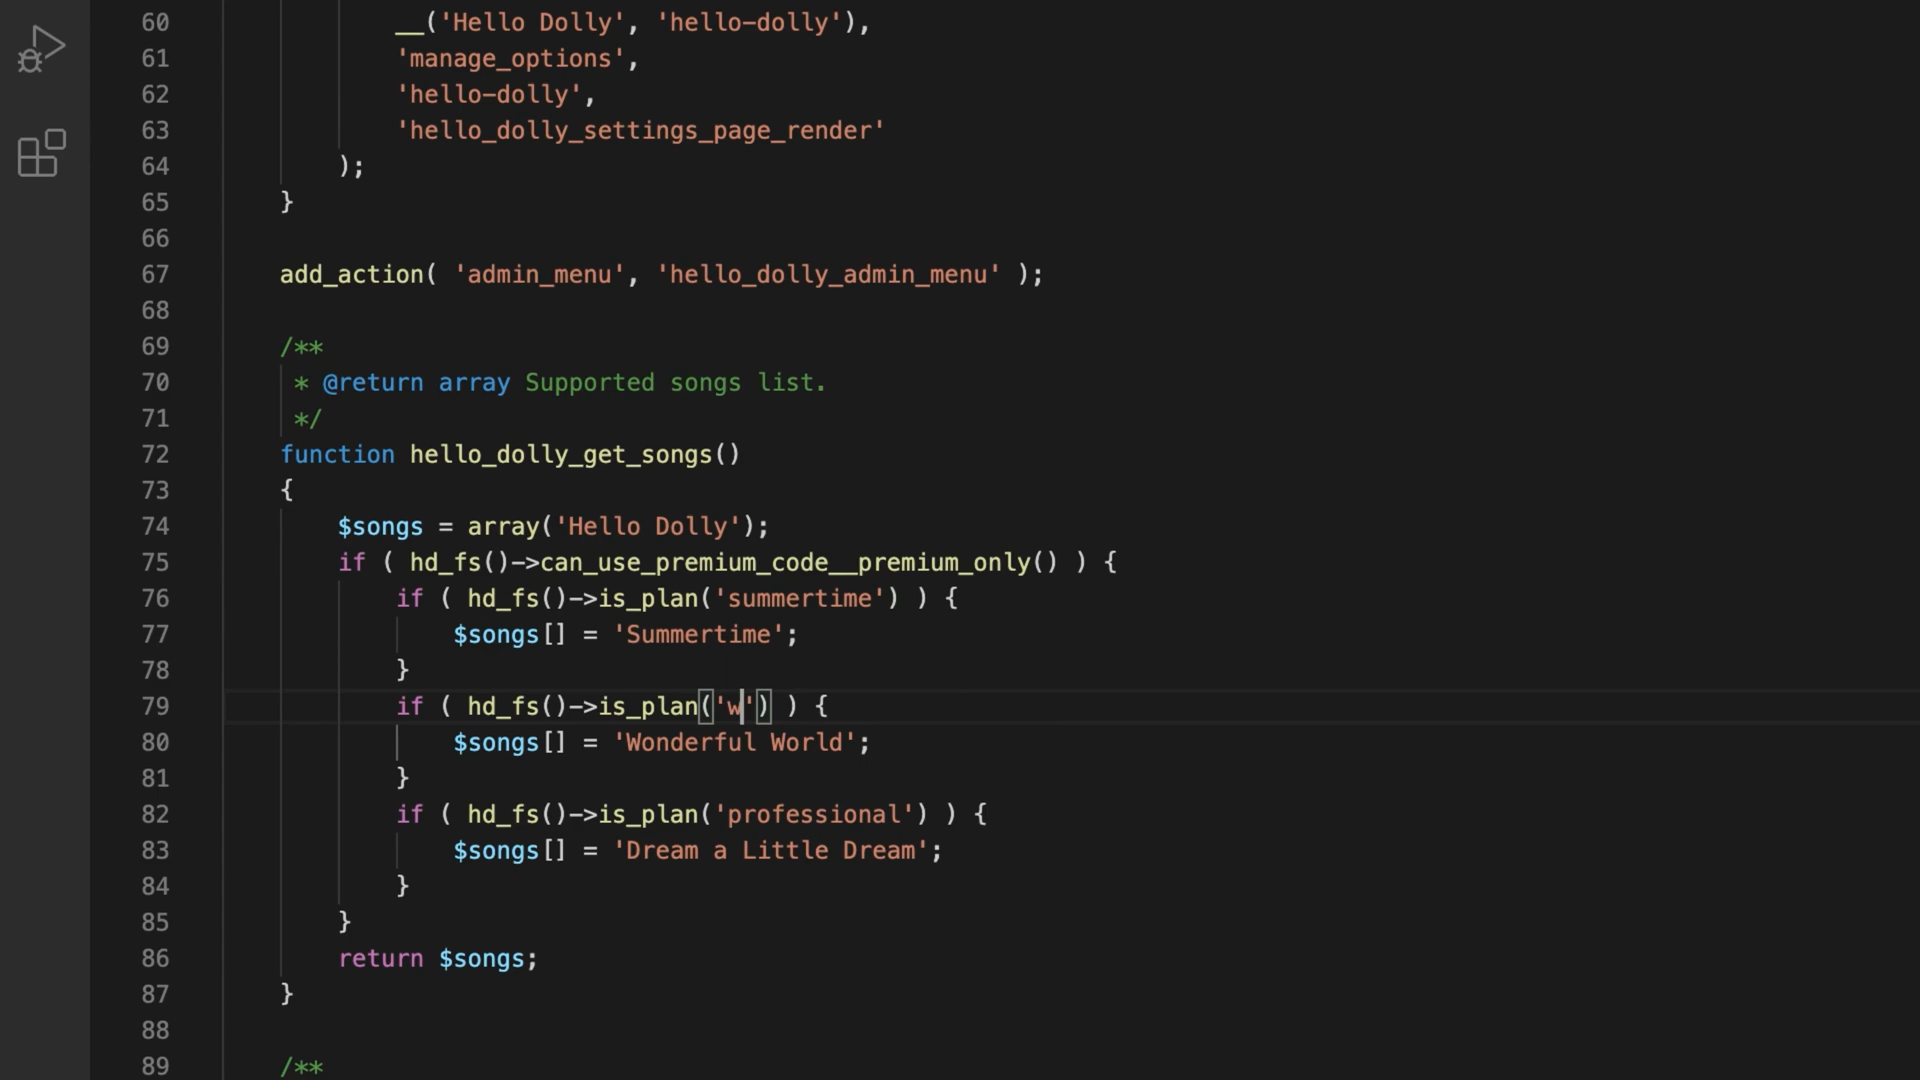 60 __('Hello Dolly', 'hello-dolly'),
61 'manage_options',
62 'hello-dolly',
63 'hello_dolly_settings_page_render'
64 );
65 }
66
67 add_action( 'admin_menu', 'hello_dolly_admin_menu' );
68
69 /**
70 * @return array Supported songs list.
71 */
72 function hello_dolly_get_songs()
73 {
74 $songs = array('Hello Dolly');
75 if ( hd_fs()->can_use_premium_code__premium_only() ) {
76 if ( hd_fs()->is_plan('summertime') ) {
77 $songs[] = 'Summertime';
78 }
79 if ( hd_fs()->is_plan('w') ) {
80 $songs[] = 'Wonderful World';
81 }
82 if ( hd_fs()->is_plan('professional') ) {
83 $songs[] = 'Dream a Little Dream';
84 }
85 }
86 return $songs;
87 }
88
89 /**